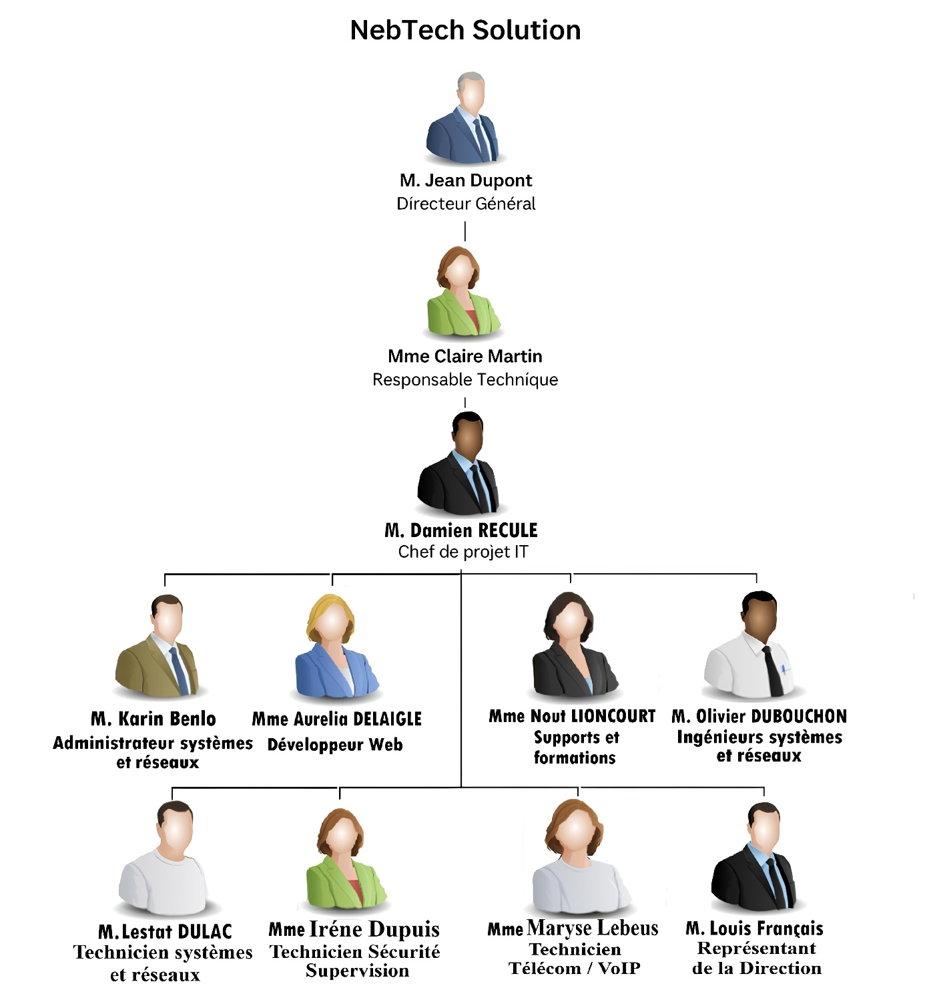 NebTech Solution
M. Jean Dupont
Dírecteur Général
Mme Claire Martin
Responsable Techníque
M. Damien RECULE
Chef de projet IT
M. Karin Benlo
Administrateur systèmes
et réseaux
Mme Aurelia DELAIGLE
Développeur Web
Mme Nout LIONCOURT
Supports et
formations
M. Olivier DUBOUCHON
Ingénieurs systèmes
et réseaux
M. Lestat DULAC
Technicien systèmes
et réseaux
Mme Iréne Dupuis
Technicien Sécurité
Supervision
Mme Maryse Lebeus
Technicien
Télécom / VoIP
M. Louis Français
Représentant
de la Direction